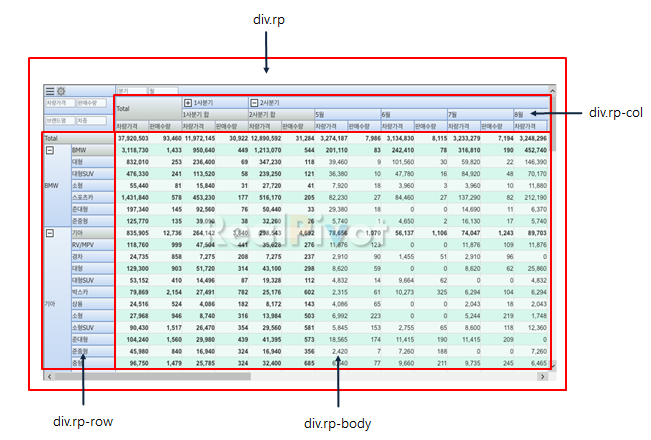 div.rp
분기 월
차량가격 판매수량
Total 1사분기 2사분기
div.rp-col
브랜드명 차종
1사분기 합 2사분기 합 5월 6월 7월 8월
차량가격 판매수량 차량가격 판매수량 차량가격 판매수량 차량가격 판매수량 차량가격 판매수량 차량가격 판매수량 차량가격
Total 37,920,503 93,460 11,972,145 30,922 12,890,592 31,284 3,274,187 7,986 3,134,830 8,115 3,233,279 7,194 3,248,296
BMW 3,118,730 1,433 950,640 449 1,213,070 544 201,110 83 242,410 78 316,810 190 452,740
대형 832,010 253 236,400 69 347,230 118 39,460 9 101,560 30 59,820 22 146,390
대형SUV 476,330 241 113,520 58 239,250 121 36,380 10 47,780 16 84,920 48 70,170
BMW 소형 55,440 81 15,840 31 27,720 41 7,920 18 3,960 3 3,960 10 11,880
스포츠카 1,431,840 578 453,230 177 516,170 205 82,230 27 84,460 27 137,290 82 212,190
준대형 197,340 145 92,560 76 50,440 33 29,380 18 0 0 14,690 11 6,370
준중형 125,770 135 39,090 38 32,260 26 5,740 1 4,650 2 16,130 17 5,740
기아 835,905 12,736 264,142 3,840 298,543 4,692 78,656 1,070 56,137 1,106 74,047 1,243 89,703
RV/MPV 118,760 999 47,504 441 35,628 276 11,876 123 0 0 11,876 109 11,876
경차 24,735 858 7,275 208 7,275 237 2,910 90 1,455 51 2,910 96 0
대형 129,300 903 51,720 314 43,100 298 8,620 59 0 0 8,620 62 25,860
대형SUV 53,152 410 14,496 87 19,328 112 4,832 14 9,664 62 0 0 4,832
박스카 79,869 2,154 27,491 782 25,176 602 2,315 61 10,273 325 6,294 104 6,294
기아 상용 24,516 524 4,086 182 8,172 143 4,086 65 0 0 2,043 18 2,043
소형 27,968 946 8,740 316 13,984 503 6,992 223 0 0 5,244 219 1,748
소형SUV 90,430 1,517 26,470 354 29,560 581 5,845 153 2,755 65 8,600 118 12,360
준대형 104,240 1,560 29,980 439 41,395 573 18,565 174 11,415 190 11,415 209 0
준중형 45,980 840 16,940 324 16,940 356 2,420 7 7,260 188 0 0 7,260
중형 96,750 1,479 25,785 324 32,400 685 77 9,660 211 9,735 245 6,465
RealPivot
div.rp-row
div.rp-body